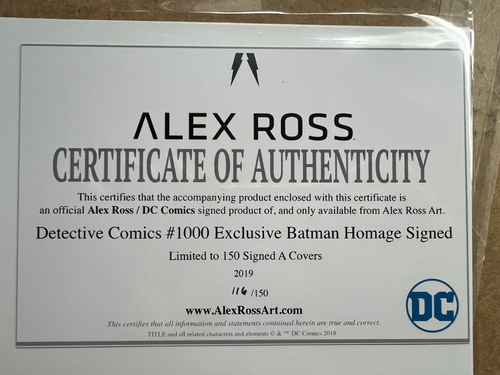 ALEX ROSS
CERTIFICATE OF AUTHENTICITY
This certifies that the accompanying product enclosed with this certificate is
an official Alex Ross / DC Comics signed product of, and only available from Alex Ross Art.
Detective Comics #1000 Exclusive Batman Homage Signed
Limited to 150 Signed A Covers
2019
116 /150
www.AlexRossArt.com
This certifies that all information and statements contained herein are true and correct.
TITLE and all related characters and elements © & ™ DC Comics 2018
DC